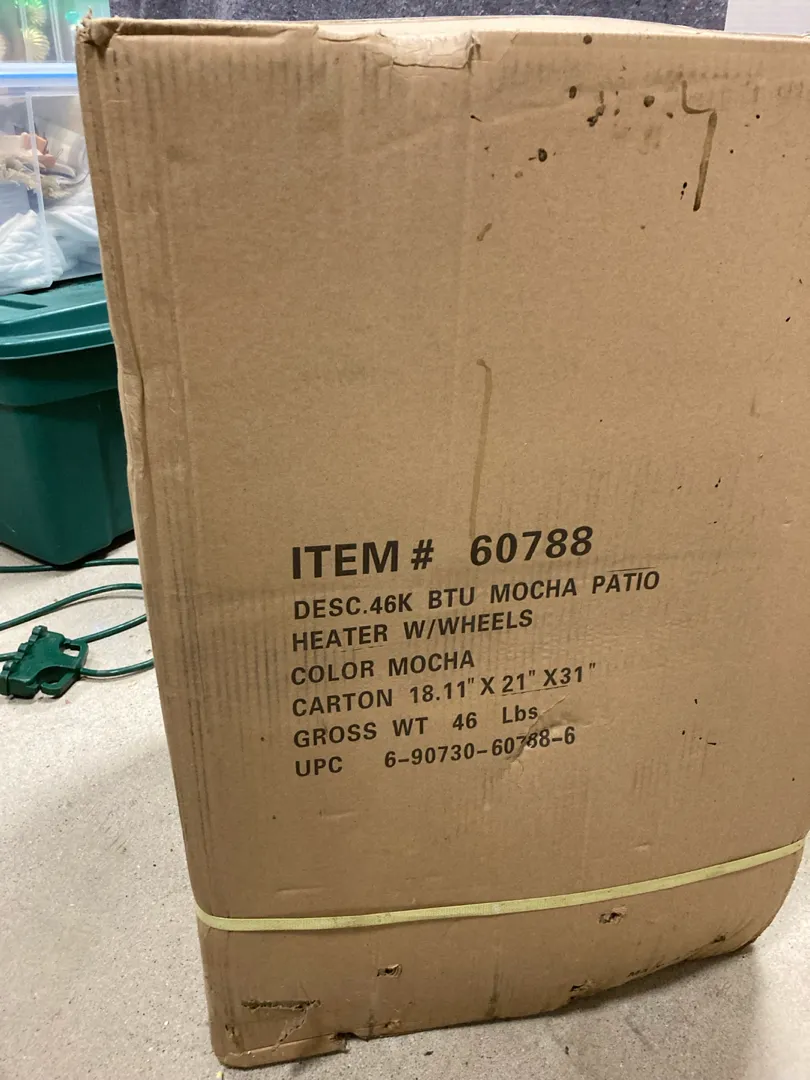 ITEM # 60788
DESC.46K BTU MOCHA PATIO
HEATER W/WHEELS
COLOR MOCHA
CARTON 18.11" X 21" X31"
GROSS WT 46 Lbs
UPC 6-90730-60788-6